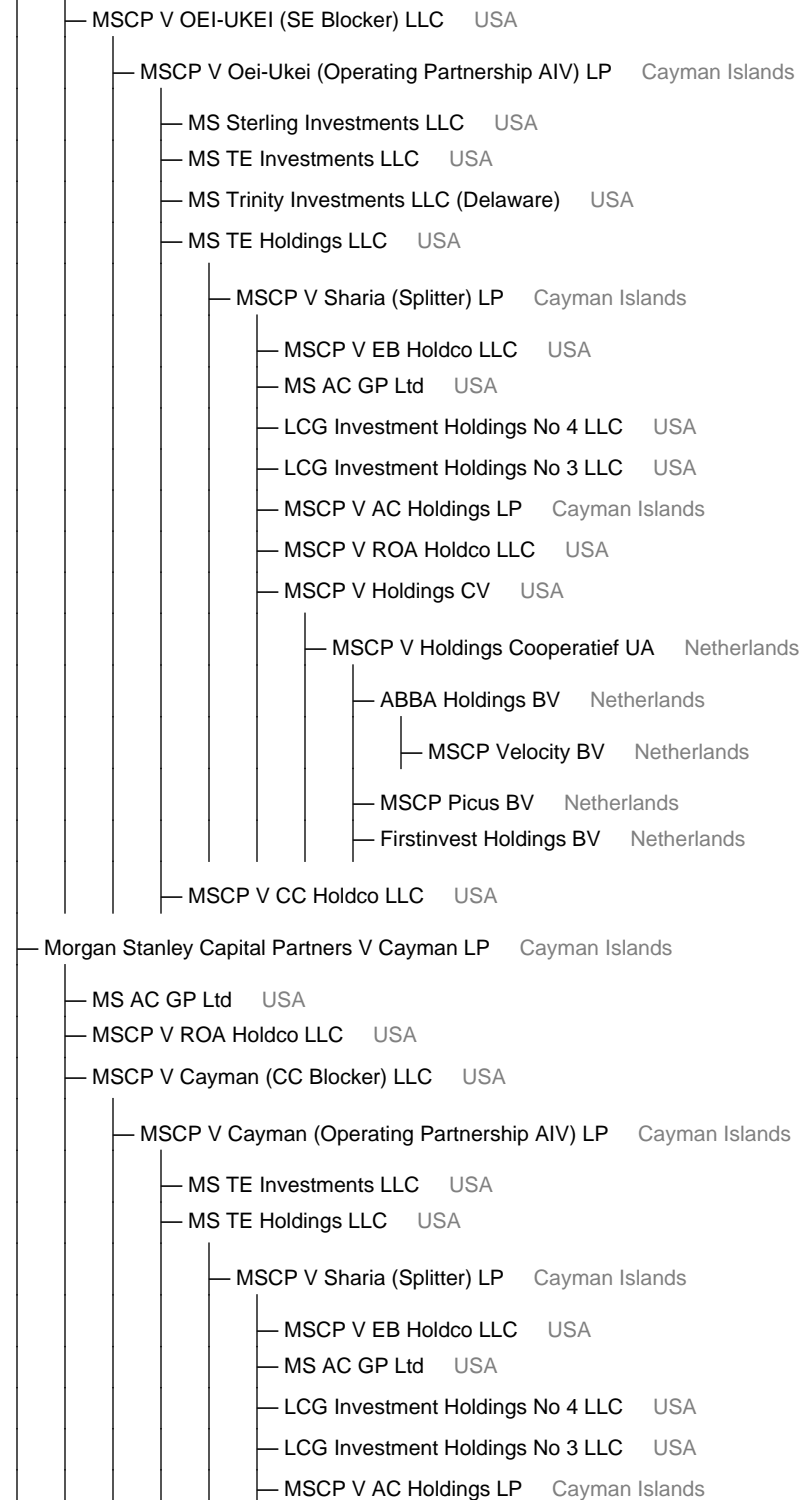 MSCP V OEI-UKEI (SE Blocker) LLC USA
MSCP V Oei-Ukei (Operating Partnership AIV) LP Cayman Islands
MS Sterling Investments LLC USA
MS TE Investments LLC USA
MS Trinity Investments LLC (Delaware) USA
MS TE Holdings LLC USA
MSCP V Sharia (Splitter) LP Cayman Islands
MSCP V EB Holdco LLC USA
MS AC GP Ltd USA
LCG Investment Holdings No 4 LLC USA
LCG Investment Holdings No 3 LLC USA
MSCP V AC Holdings LP Cayman Islands
MSCP V ROA Holdco LLC USA
MSCP V Holdings CV USA
MSCP V Holdings Cooperatief UA Netherlands
ABBA Holdings BV Netherlands
MSCP Velocity BV Netherlands
MSCP Picus BV Netherlands
Firstinvest Holdings BV Netherlands
MSCP V CC Holdco LLC USA
Morgan Stanley Capital Partners V Cayman LP Cayman Islands
MS AC GP Ltd USA
MSCP V ROA Holdco LLC USA
MSCP V Cayman (CC Blocker) LLC USA
MSCP V Cayman (Operating Partnership AIV) LP Cayman Islands
MS TE Investments LLC USA
MS TE Holdings LLC USA
MSCP V Sharia (Splitter) LP Cayman Islands
MSCP V EB Holdco LLC USA
MS AC GP Ltd USA
LCG Investment Holdings No 4 LLC USA
LCG Investment Holdings No 3 LLC USA
MSCP V AC Holdings LP Cayman Islands